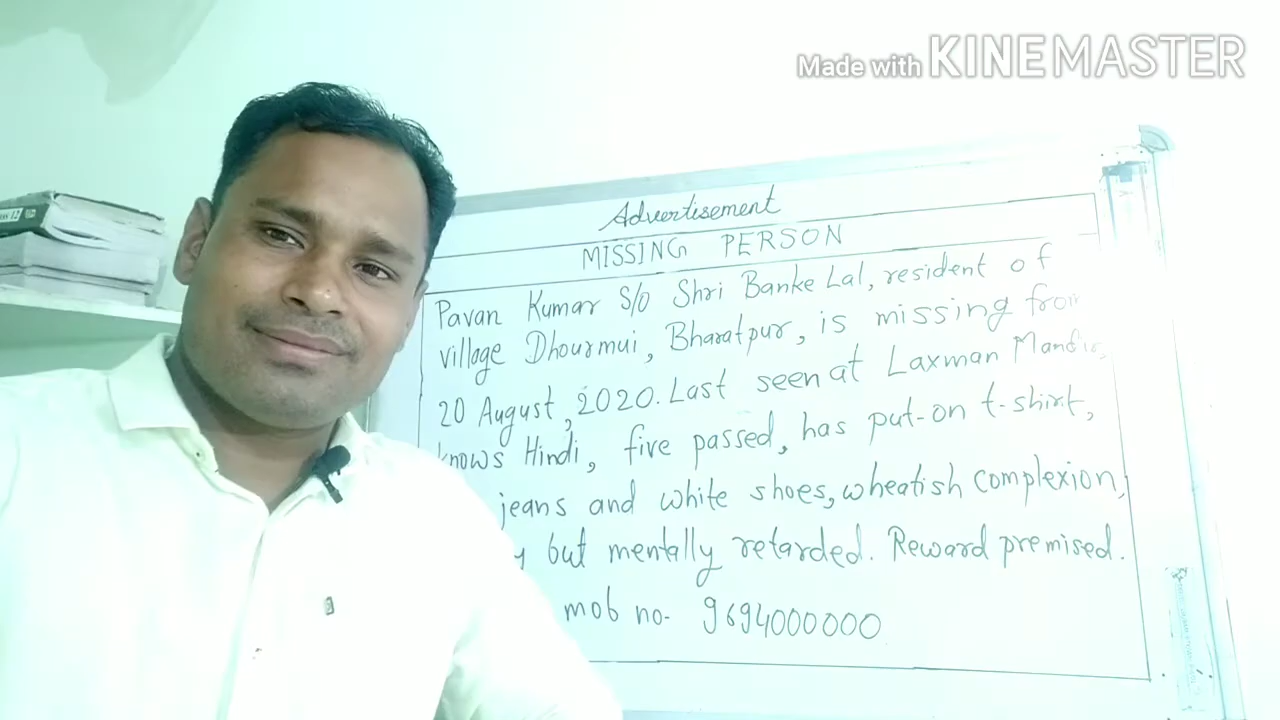 Made with KINEMASTER
Advertisement
MISSING PERSON
Pavan Kumar S/O Shri Banke Lal, resident of
village Dhourmui, Bharatpur, is missing from
20 August, 2020. Last seen at Laxman Mandir,
knows Hindi, five passed, has put-on t-shirt,
jeans and white shoes, wheatish complexion,
but mentally retarded. Reward premised.
mob no. 9694000000